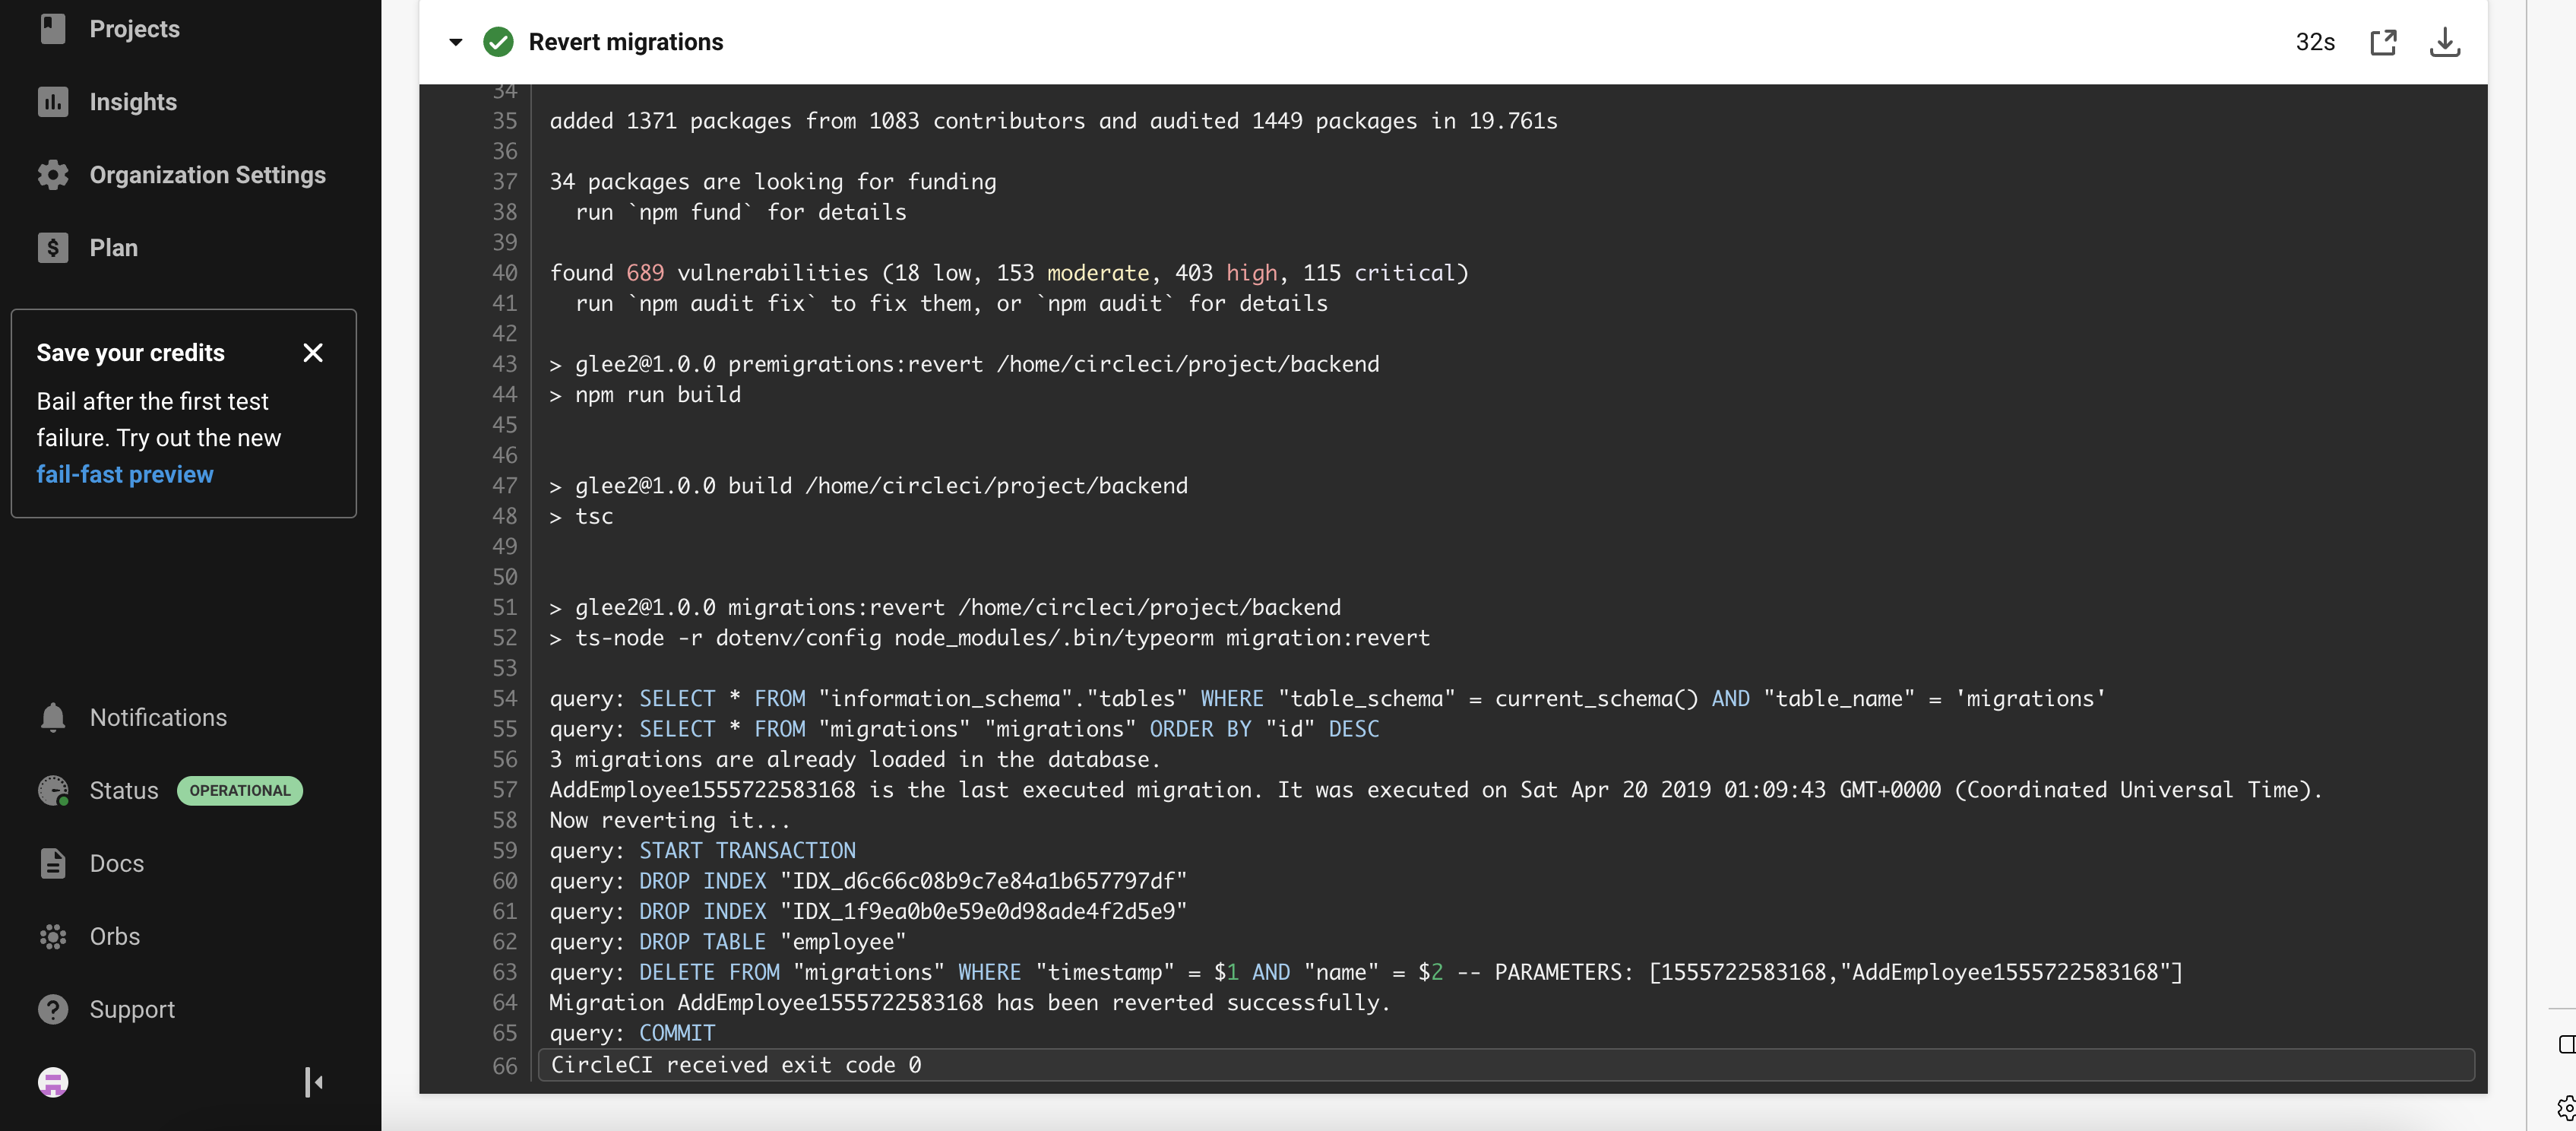 Projects
Insights
Organization Settings
Plan
Save your credits
Bail after the first test
failure. Try out the new
fail-fast preview
Notifications
Status OPERATIONAL
Docs
Orbs
Support
Revert migrations 32s
34
35 added 1371 packages from 1083 contributors and audited 1449 packages in 19.761s
36
37 34 packages are looking for funding
38 run `npm fund` for details
39
40 found 689 vulnerabilities (18 low, 153 moderate, 403 high, 115 critical)
41 run `npm audit fix` to fix them, or `npm audit` for details
42
43 > glee2@1.0.0 premigrations:revert /home/circleci/project/backend
44 > npm run build
45
46
47 > glee2@1.0.0 build /home/circleci/project/backend
48 > tsc
49
50
51 > glee2@1.0.0 migrations:revert /home/circleci/project/backend
52 > ts-node -r dotenv/config node_modules/.bin/typeorm migration:revert
53
54 query: SELECT * FROM "information_schema"."tables" WHERE "table_schema" = current_schema() AND "table_name" = 'migrations'
55 query: SELECT * FROM "migrations" "migrations" ORDER BY "id" DESC
56 3 migrations are already loaded in the database.
57 AddEmployee1555722583168 is the last executed migration. It was executed on Sat Apr 20 2019 01:09:43 GMT+0000 (Coordinated Universal Time).
58 Now reverting it...
59 query: START TRANSACTION
60 query: DROP INDEX "IDX_d6c66c08b9c7e84a1b657797df"
61 query: DROP INDEX "IDX_1f9ea0b0e59e0d98ade4f2d5e9"
62 query: DROP TABLE "employee"
63 query: DELETE FROM "migrations" WHERE "timestamp" = $1 AND "name" = $2 -- PARAMETERS: [1555722583168,"AddEmployee1555722583168"]
64 Migration AddEmployee1555722583168 has been reverted successfully.
65 query: COMMIT
66 CircleCI received exit code 0